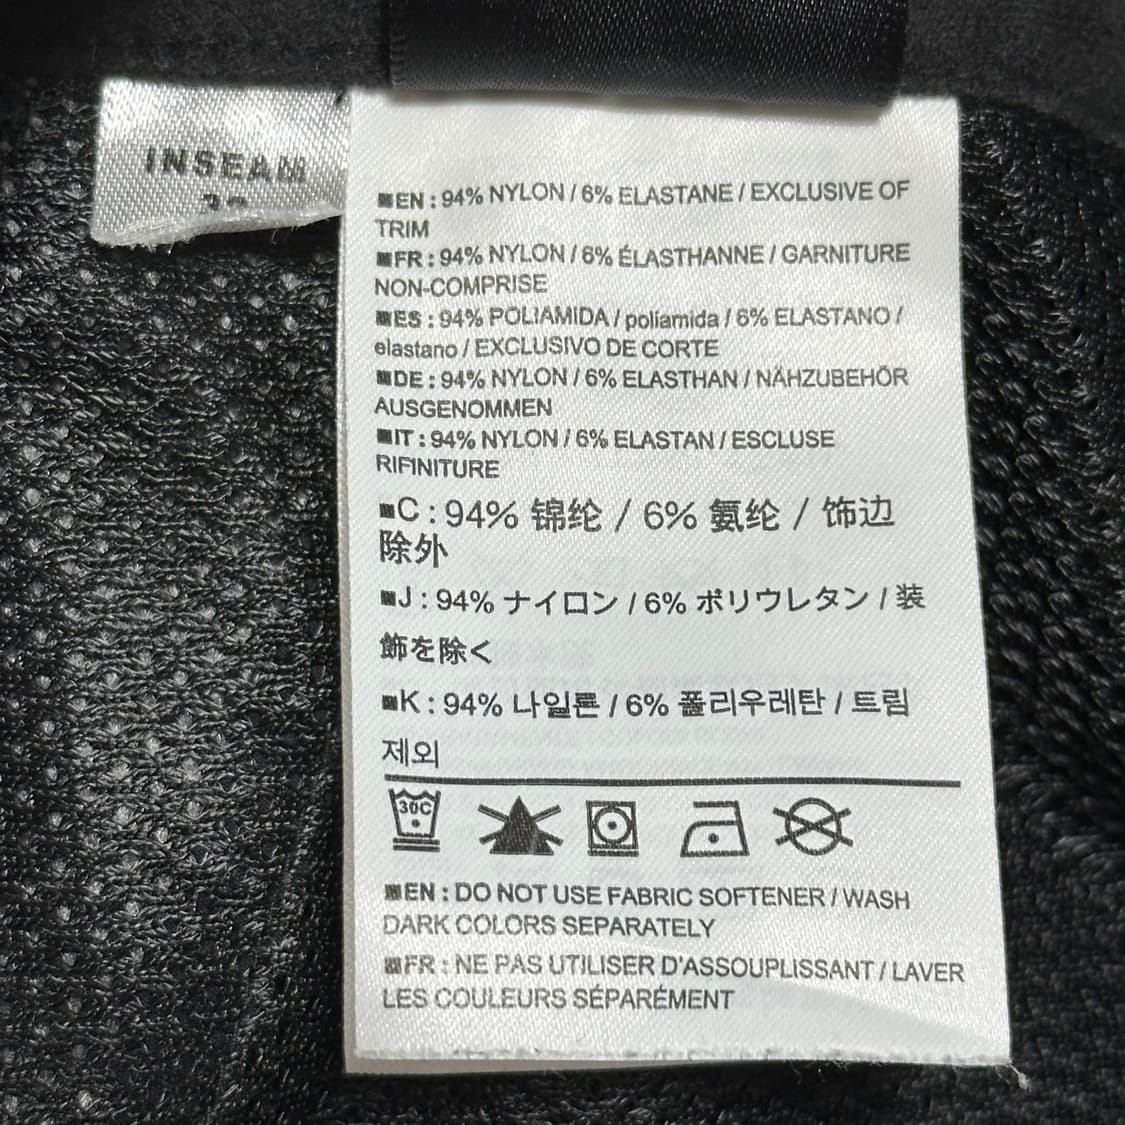 INSEAM
■EN : 94% NYLON / 6% ELASTANE / EXCLUSIVE OF
TRIM
■FR : 94% NYLON / 6% ÉLASTHANNE / GARNITURE
NON-COMPRISE
■ES : 94% POLIAMIDA / poliamida / 6% ELASTANO /
elastano / EXCLUSIVO DE CORTE
■DE : 94% NYLON / 6% ELASTHAN / NÄHZUBEHÖR
AUSGENOMMEN
■IT : 94% NYLON / 6% ELASTAN / ESCLUSE
RIFINITURE
■C : 94% 锦纶 / 6% 氨纶 / 饰边
除外
■J : 94% ナイロン / 6% ポリウレタン / 装
飾を除く
■K : 94% 나일론 / 6% 폴리우레탄 / 트림
제외
30C
■EN : DO NOT USE FABRIC SOFTENER / WASH
DARK COLORS SEPARATELY
■FR : NE PAS UTILISER D'ASSOUPLISSANT / LAVER
LES COULEURS SÉPARÉMENT